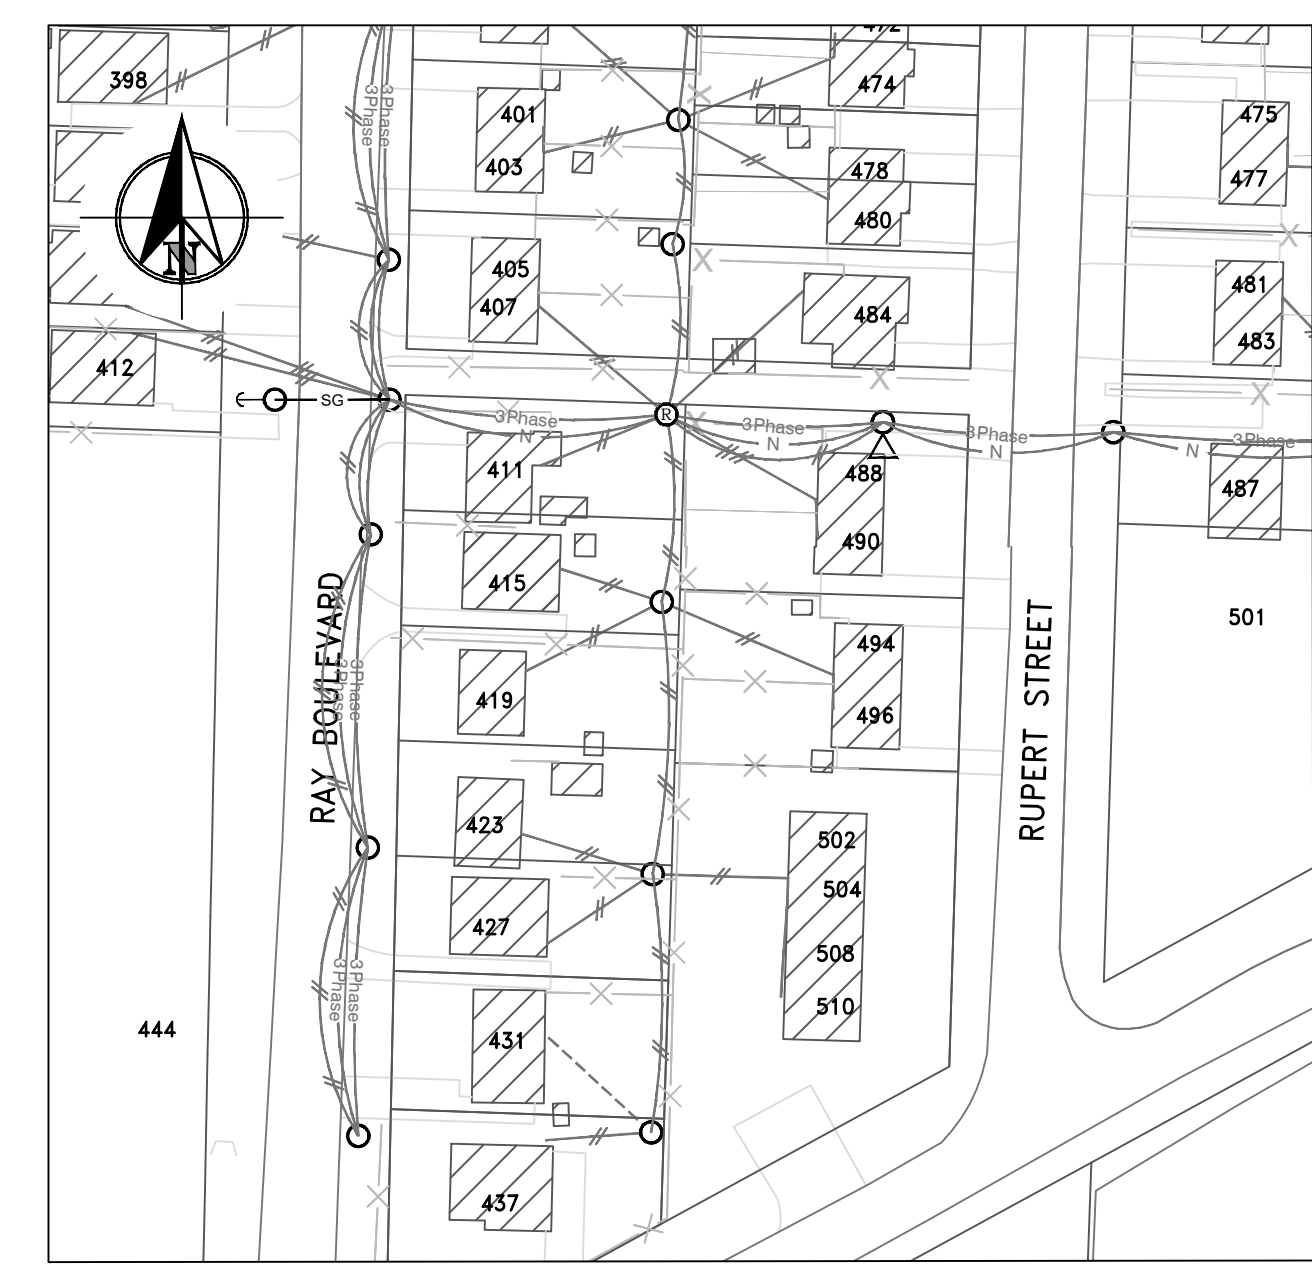 472
398
474
401
475
3Phase
3Phase
403
478
477
480
N
405
481
407
484
483
412
SG
R
3Phase
N
3Phase
N
3Phase
N
N
3Phase
411
488
487
490
415
RAY BOULEVARD
RUPERT STREET
501
494
3Phase
3Phase
419
496
423
502
504
427
508
3Phase
3Phase
510
444
431
437